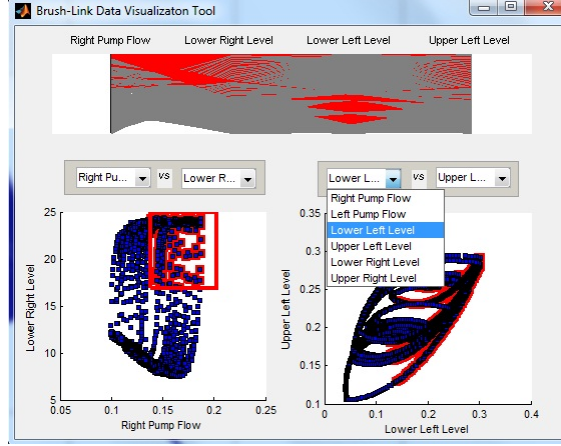 Brush-Link Data Visualizaton Tool
Right Pump Flow Lower Right Level Lower Left Level Upper Left Level
Right Pu... vs Lower R... Lower L... vs Upper L...
Right Pump Flow
Left Pump Flow
Lower Left Level
Upper Left Level
Lower Right Level
Upper Right Level
25
20
15
10
5
Lower Right Level
0.05 0.1 0.15 0.2 0.25
Right Pump Flow
0.35
0.3
0.25
0.2
0.15
0.1
Upper Left Level
0 0.1 0.2 0.3 0.4
Lower Left Level